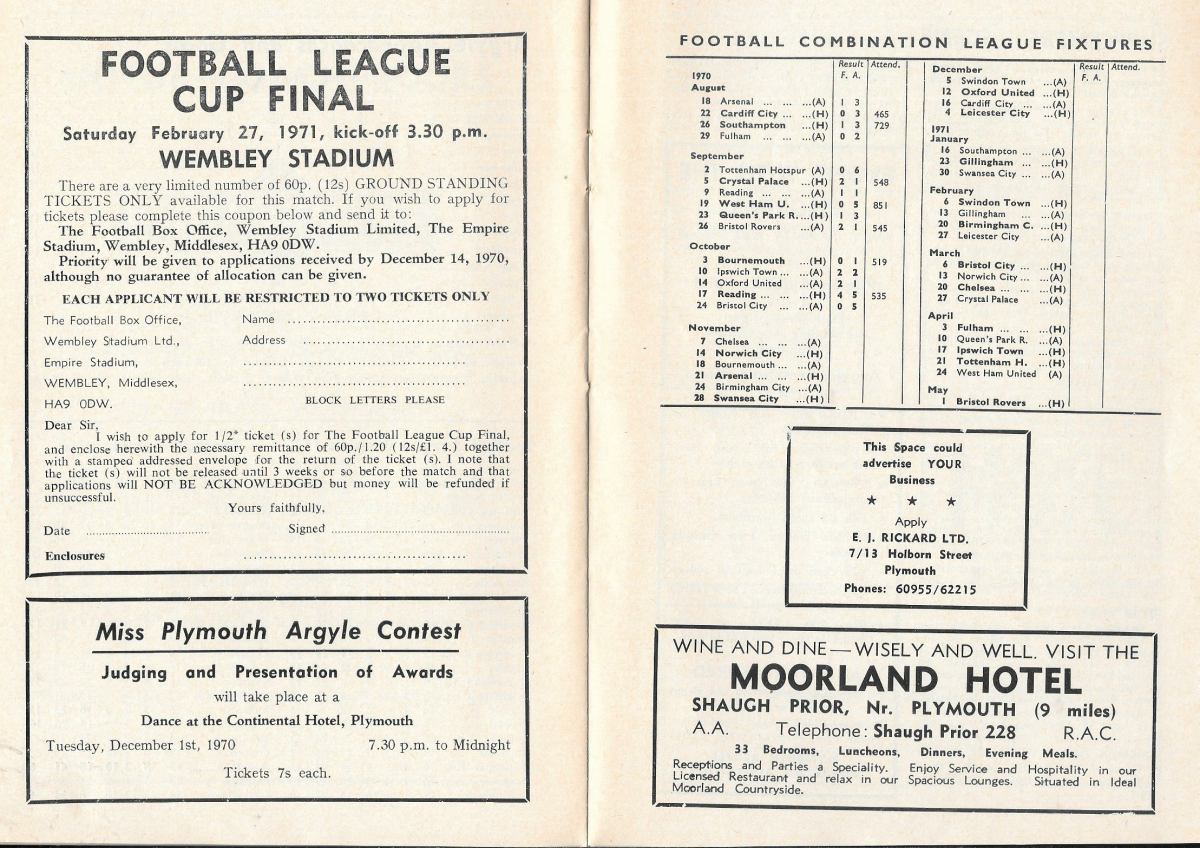 FOOTBALL LEAGUE
CUP FINAL
Saturday February 27, 1971, kick-off 3.30 p.m.
WEMBLEY STADIUM
There are a very limited number of 60p. (12s) GROUND STANDING
TICKETS ONLY available for this match. If you wish to apply for
tickets please complete this coupon below and send it to:
The Football Box Office, Wembley Stadium Limited, The Empire
Stadium, Wembley, Middlesex, HA9 0DW.
Priority will be given to applications received by December 14, 1970,
although no guarantee of allocation can be given.
EACH APPLICANT WILL BE RESTRICTED TO TWO TICKETS ONLY
The Football Box Office, Name ........................................
Wembley Stadium Ltd., Address ........................................
Empire Stadium, ........................................
WEMBLEY, Middlesex, ........................................
HA9 0DW. BLOCK LETTERS PLEASE
Dear Sir,
I wish to apply for 1/2* ticket (s) for The Football League Cup Final,
and enclose herewith the necessary remittance of 60p./1.20 (12s/£1. 4.) together
with a stamped addressed envelope for the return of the ticket (s). I note that
the ticket (s) will not be released until 3 weeks or so before the match and that
applications will NOT BE ACKNOWLEDGED but money will be refunded if
unsuccessful.
Yours faithfully,
Date .............................. Signed ........................................
Enclosures ........................................
Miss Plymouth Argyle Contest
Judging and Presentation of Awards
will take place at a
Dance at the Continental Hotel, Plymouth
Tuesday, December 1st, 1970 7.30 p.m. to Midnight
Tickets 7s each.
FOOTBALL COMBINATION LEAGUE FIXTURES
Result Attend.
1970 F. A.
August
18 Arsenal ... ... ...(A) 1 3
22 Cardiff City ... ...(H) 0 3 465
26 Southampton ...(H) 1 3 729
29 Fulham ... ... ...(A) 0 2
September
2 Tottenham Hotspur (A) 0 6
5 Crystal Palace ...(H) 2 1 548
9 Reading ... ... ...(A) 1 1
19 West Ham U. ...(H) 0 5 851
23 Queen's Park R. ...(H) 1 3
26 Bristol Rovers ...(A) 2 1 545
October
3 Bournemouth ...(H) 0 1 519
10 Ipswich Town ... ...(A) 2 2
14 Oxford United ...(A) 2 1
17 Reading ... ... ...(H) 4 5 535
24 Bristol City ... ...(A) 0 5
November
7 Chelsea ... ... ...(A)
14 Norwich City ...(H)
18 Bournemouth ... ...(A)
21 Arsenal ... ... ...(H)
24 Birmingham City ...(A)
28 Swansea City ...(H)
Result Attend.
December F. A.
5 Swindon Town ...(A)
12 Oxford United ...(H)
16 Cardiff City ... ...(A)
4 Leicester City ...(H)
1971
January
16 Southampton ... ...(A)
23 Gillingham ... ...(H)
30 Swansea City ... ...(A)
February
6 Swindon Town ...(H)
13 Gillingham ... ...(A)
20 Birmingham C. ...(H)
27 Leicester City ...(A)
March
6 Bristol City ... ...(H)
13 Norwich City ... ...(A)
20 Chelsea ... ... ...(H)
27 Crystal Palace ...(A)
April
3 Fulham ... ... ...(H)
10 Queen's Park R. ...(A)
17 Ipswich Town ...(H)
21 Tottenham H. ...(H)
24 West Ham United (A)
May
1 Bristol Rovers ...(H)
This Space could
advertise YOUR
Business
★ ★ ★
Apply
E. J. RICKARD LTD.
7/13 Holborn Street
Plymouth
Phones: 60955/62215
WINE AND DINE—WISELY AND WELL. VISIT THE
MOORLAND HOTEL
SHAUGH PRIOR, Nr. PLYMOUTH (9 miles)
A.A. Telephone: Shaugh Prior 228 R.A.C.
33 Bedrooms, Luncheons, Dinners, Evening Meals.
Receptions and Parties a Speciality. Enjoy Service and Hospitality in our
Licensed Restaurant and relax in our Spacious Lounges. Situated in Ideal
Moorland Countryside.